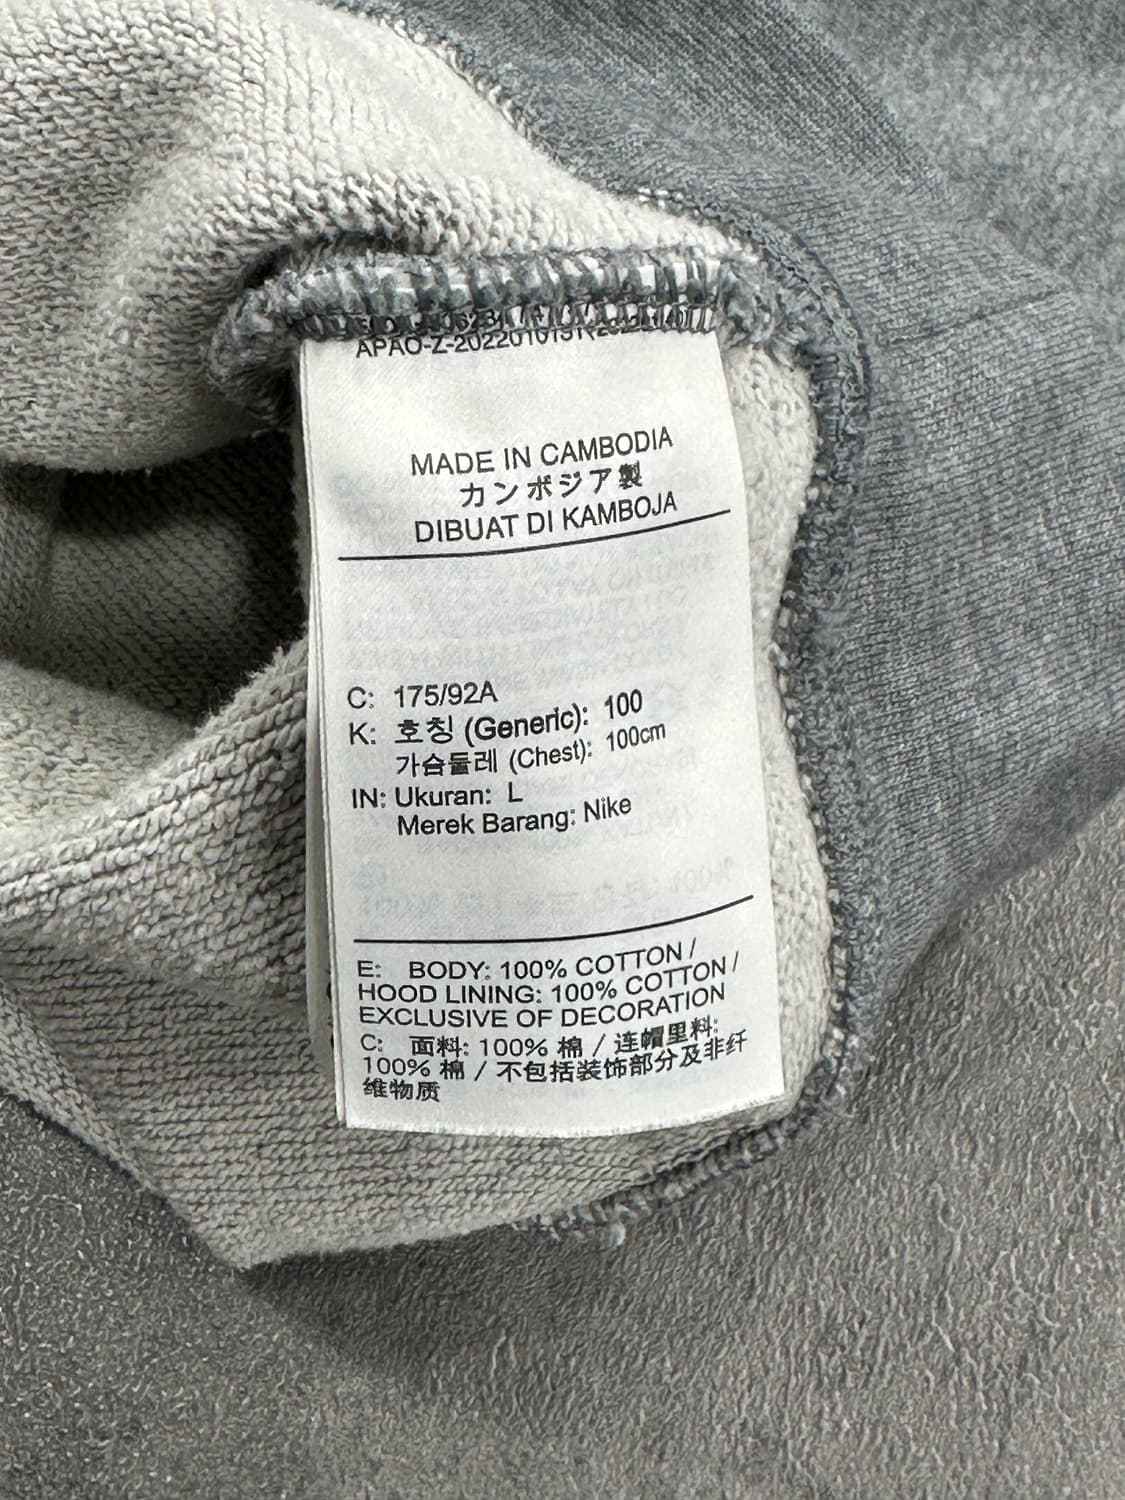 APAO-Z-2022010131
MADE IN CAMBODIA
カンボジア製
DIBUAT DI KAMBOJA
C: 175/92A
K: 호칭 (Generic): 100
가슴둘레 (Chest): 100cm
IN: Ukuran: L
Merek Barang: Nike
E: BODY: 100% COTTON /
HOOD LINING: 100% COTTON /
EXCLUSIVE OF DECORATION
C: 面料: 100% 棉 / 连帽里料:
100% 棉 / 不包括装饰部分及非纤
维物质